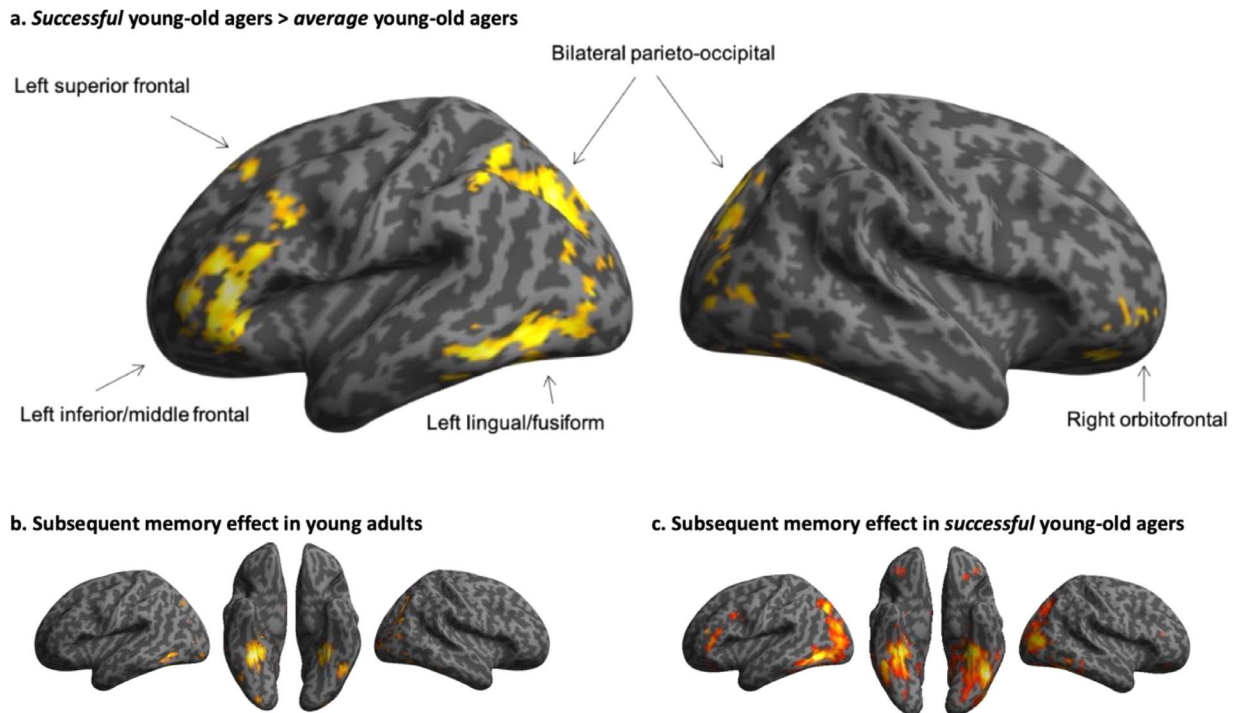 a. Successful young-old agers > average young-old agers
Bilateral parieto-occipital
Left superior frontal
Left inferior/middle frontal
Left lingual/fusiform
Right orbitofrontal
b. Subsequent memory effect in young adults
c. Subsequent memory effect in successful young-old agers